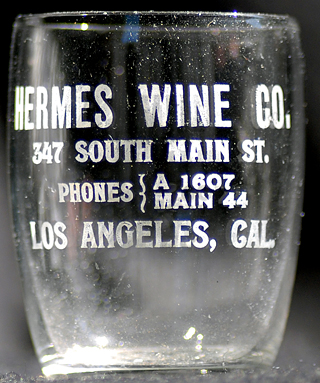 HERMES WINE CO.
347 SOUTH MAIN ST.
PHONES { A 1607
MAIN 44
LOS ANGELES, CAL.